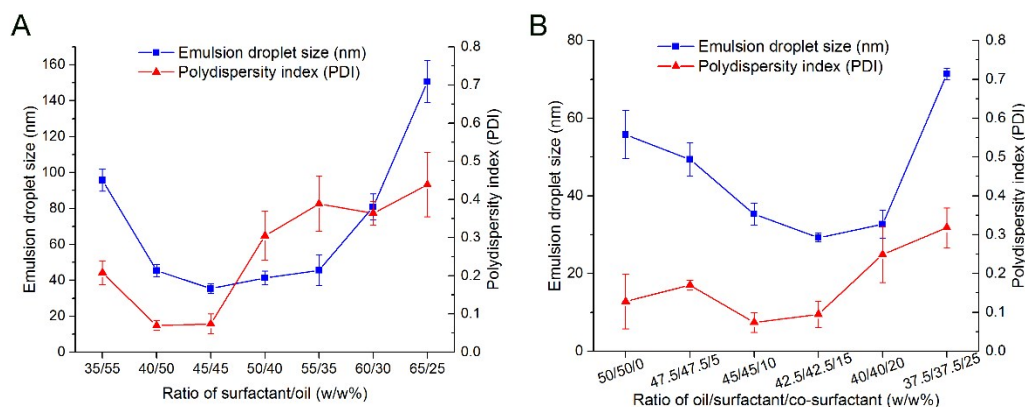 A
Emulsion droplet size (nm)
Polydispersity index (PDI)
Emulsion droplet size (nm)
160
140
120
100
80
60
40
20
0
Polydispersity index (PDI)
0.8
0.7
0.6
0.5
0.4
0.3
0.2
0.1
0.0
35/55 40/50 45/45 50/40 55/35 60/30 65/25
Ratio of surfactant/oil (w/w%)
B
Emulsion droplet size (nm)
Polydispersity index (PDI)
Emulsion droplet size (nm)
80
60
40
20
0
Polydispersity index (PDI)
0.8
0.7
0.6
0.5
0.4
0.3
0.2
0.1
0.0
50/50/0 47.5/47.5/5 45/45/10 42.5/42.5/15 40/40/20 37.5/37.5/25
Ratio of oil/surfactant/co-surfactant (w/w%)